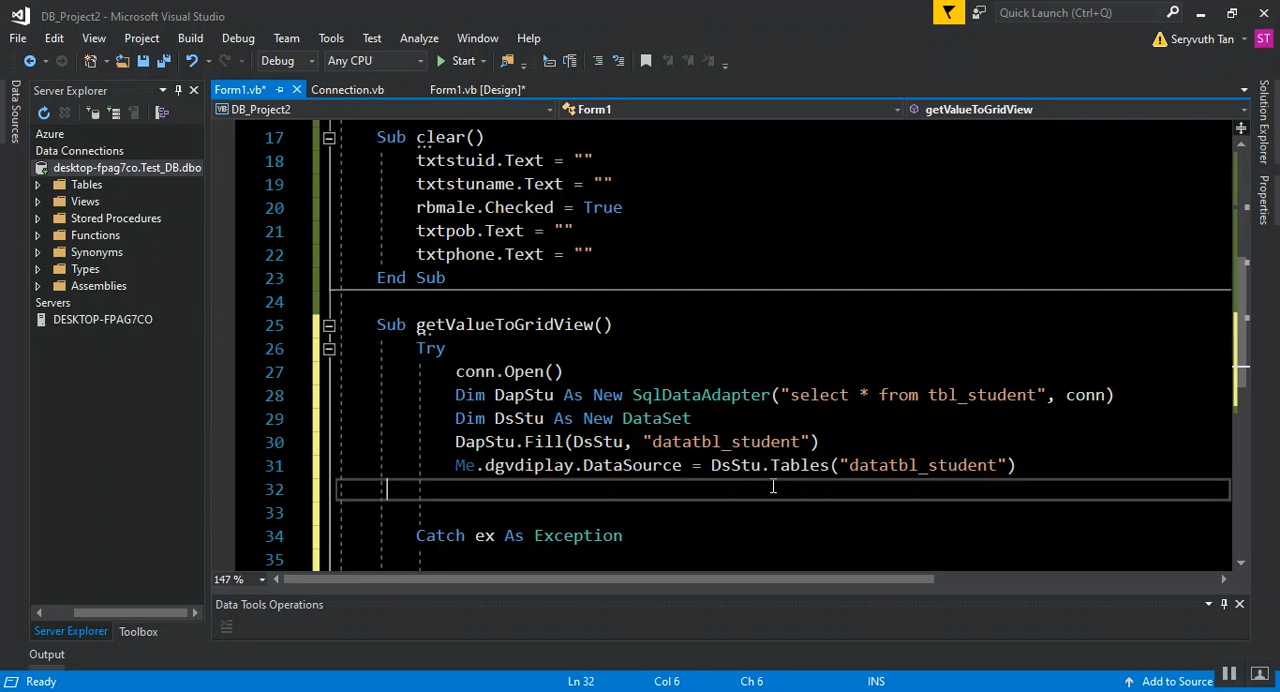 DB_Project2 - Microsoft Visual Studio
Quick Launch (Ctrl+Q)
File Edit View Project Build Debug Team Tools Test Analyze Window Help
Seryvuth Tan ST
Debug Any CPU Start
Server Explorer
Form1.vb* Connection.vb Form1.vb [Design]*
DB_Project2 Form1 getValueToGridView
Data Sources
Azure
Data Connections
desktop-fpag7co.Test_DB.dbo
Tables
Views
Stored Procedures
Functions
Synonyms
Types
Assemblies
Servers
DESKTOP-FPAG7CO
17 Sub clear()
18 txtstuid.Text = ""
19 txtstuname.Text = ""
20 rbmale.Checked = True
21 txtpob.Text = ""
22 txtphone.Text = ""
23 End Sub
24
25 Sub getValueToGridView()
26 Try
27 conn.Open()
28 Dim DapStu As New SqlDataAdapter("select * from tbl_student", conn)
29 Dim DsStu As New DataSet
30 DapStu.Fill(DsStu, "datatbl_student")
31 Me.dgvdiplay.DataSource = DsStu.Tables("datatbl_student")
32
33
34 Catch ex As Exception
35
147 %
Solution Explorer
Properties
Data Tools Operations
Server Explorer Toolbox
Output
Ready Ln 32 Col 6 Ch 6 INS Add to Source